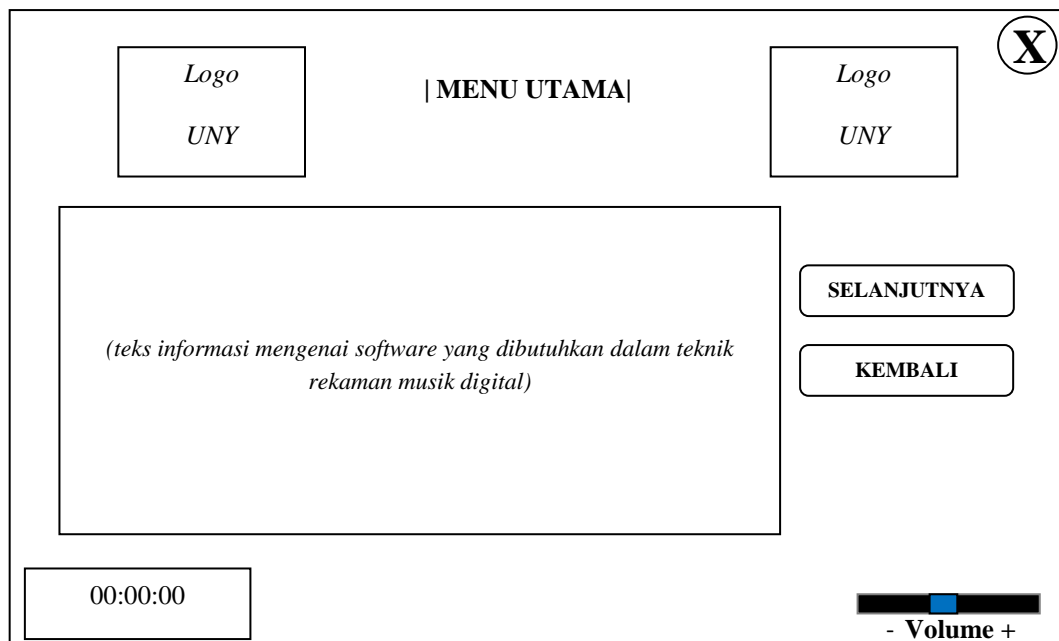 X
Logo
UNY
| MENU UTAMA|
Logo
UNY
(teks informasi mengenai software yang dibutuhkan dalam teknik
rekaman musik digital)
SELANJUTNYA
KEMBALI
00:00:00
- Volume +